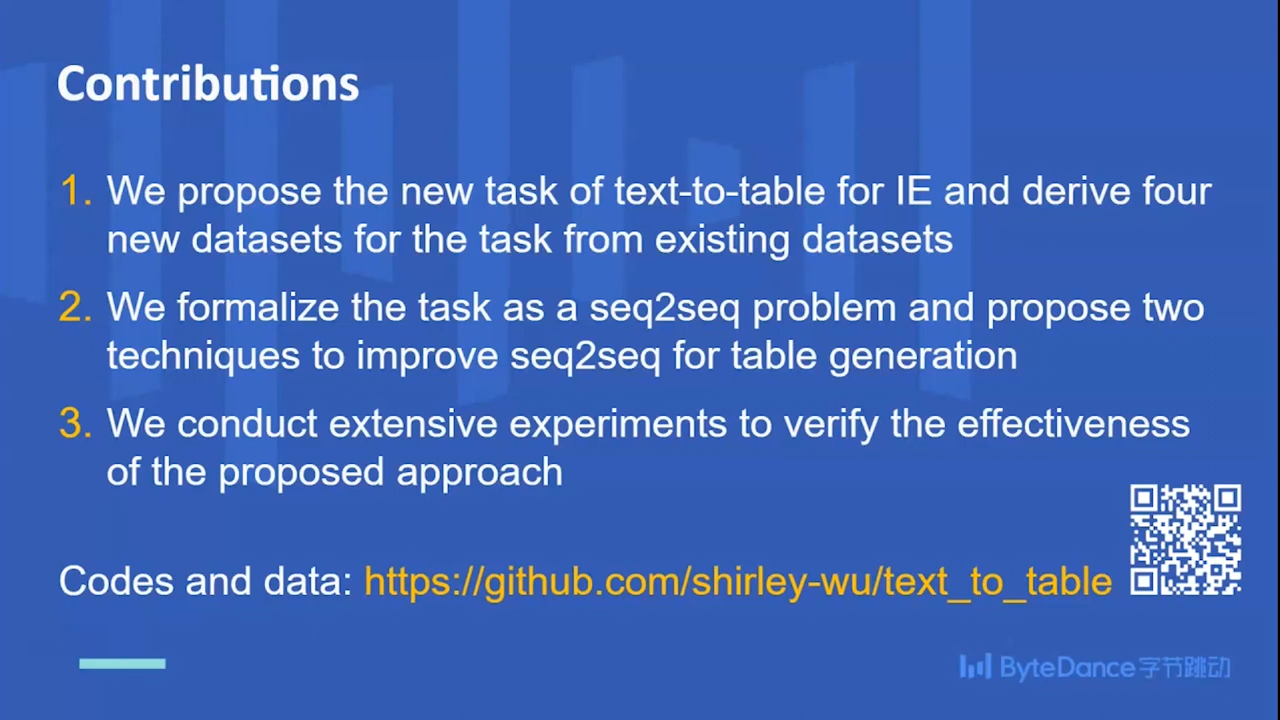 Contributions
1. We propose the new task of text-to-table for IE and derive four
new datasets for the task from existing datasets
2. We formalize the task as a seq2seq problem and propose two
techniques to improve seq2seq for table generation
3. We conduct extensive experiments to verify the effectiveness
of the proposed approach
Codes and data: https://github.com/shirley-wu/text_to_table
ByteDance字节跳动